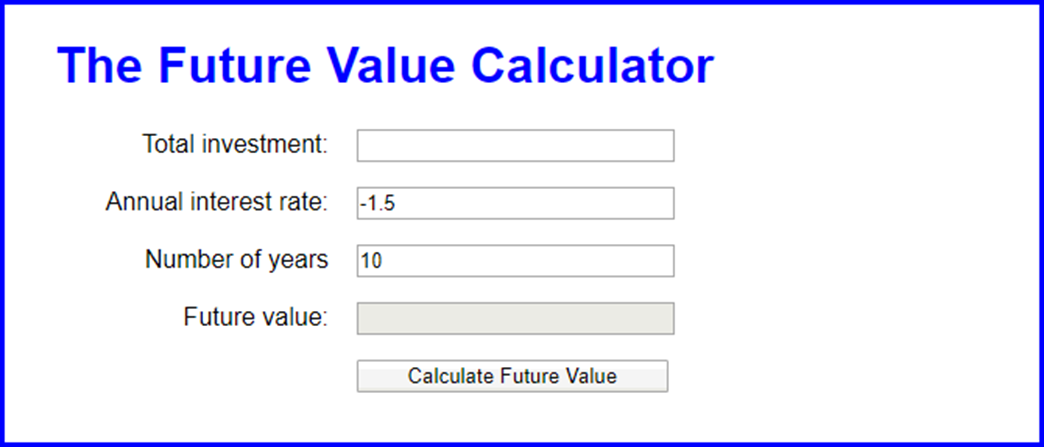 The Future Value Calculator
Total investment:
Annual interest rate: -1.5
Number of years 10
Future value:
Calculate Future Value